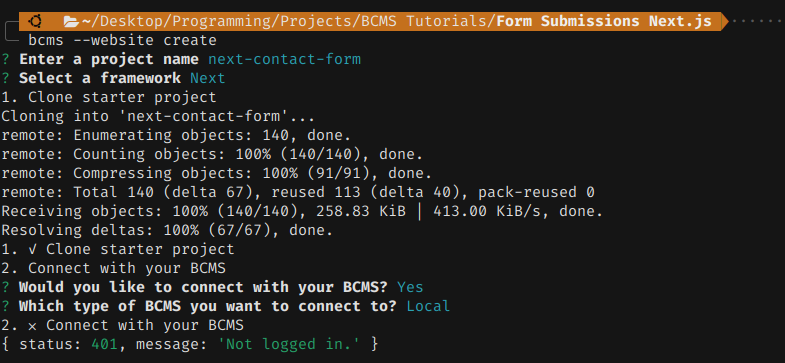 ~/Desktop/Programming/Projects/BCMS Tutorials/Form Submissions Next.js
bcms --website create
? Enter a project name next-contact-form
? Select a framework Next
1. Clone starter project
Cloning into 'next-contact-form'...
remote: Enumerating objects: 140, done.
remote: Counting objects: 100% (140/140), done.
remote: Compressing objects: 100% (91/91), done.
remote: Total 140 (delta 67), reused 113 (delta 40), pack-reused 0
Receiving objects: 100% (140/140), 258.83 KiB | 413.00 KiB/s, done.
Resolving deltas: 100% (67/67), done.
1. √ Clone starter project
2. Connect with your BCMS
? Would you like to connect with your BCMS? Yes
? Which type of BCMS you want to connect to? Local
2. × Connect with your BCMS
{ status: 401, message: 'Not logged in.' }